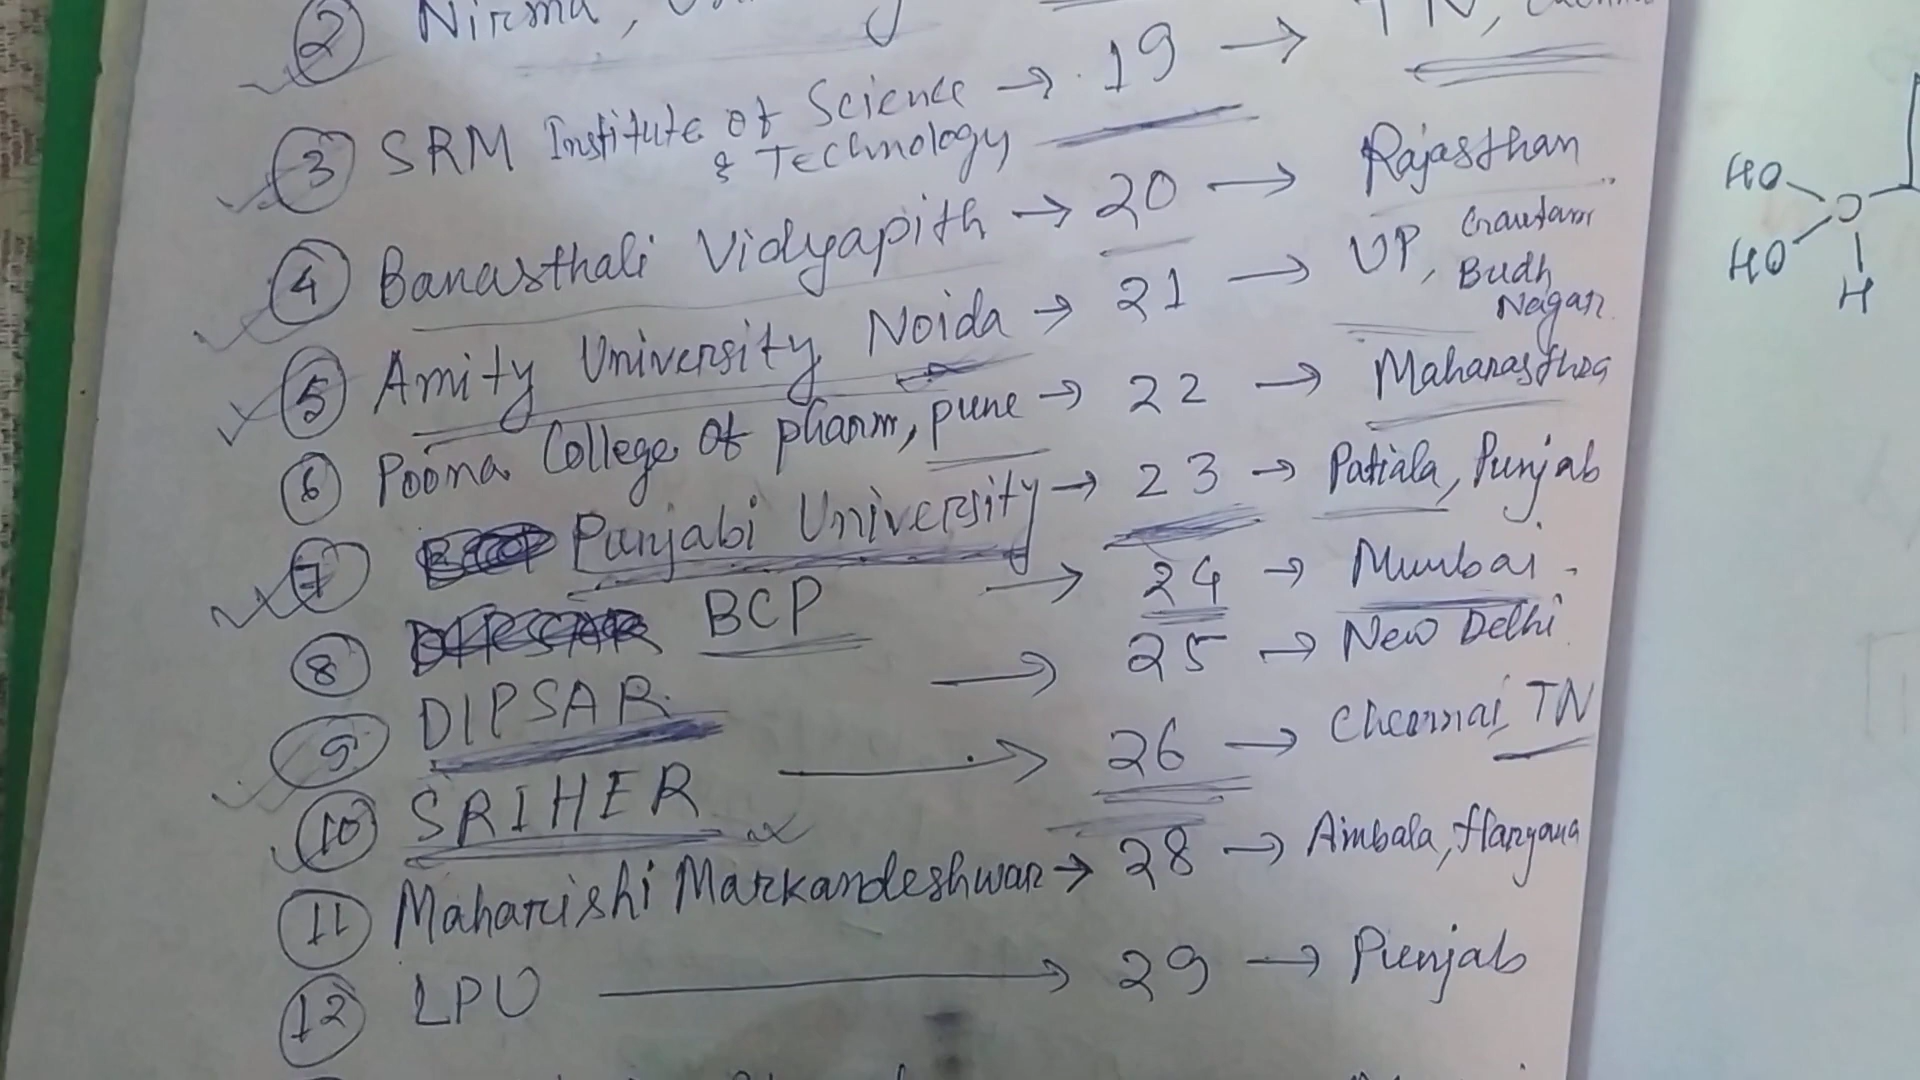 ② Nirma,
③ SRM Institute of Science & Technology → 19 → TN,
④ Banasthali Vidyapith → 20 → Rajasthan
⑤ Amity University Noida → 21 → UP, Gautam Budh Nagar
⑥ Poona College of pharm, pune → 22 → Maharasthra
⑦ Punjabi University → 23 → Patiala, Punjab
⑧ BCP → 24 → Mumbai
⑨ DIPSAR → 25 → New Delhi
⑩ SRIHER → 26 → Chennai, TN
⑪ Maharishi Markandeshwar → 28 → Ambala, Haryana
⑫ LPU → 29 → Punjab
HO
HO
H